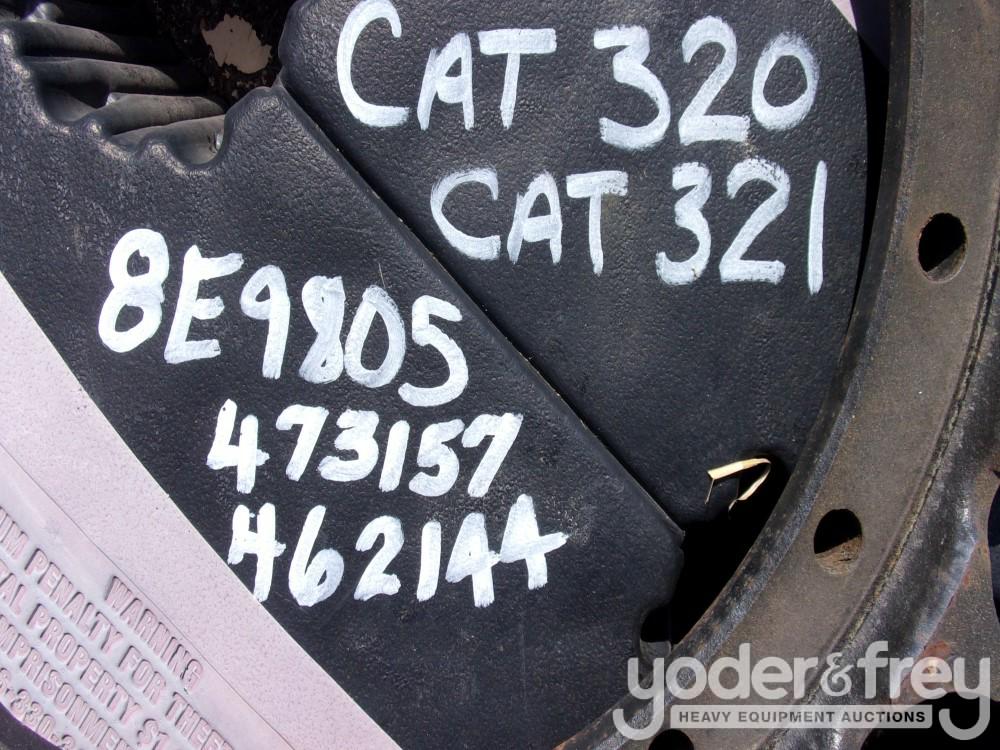 CAT 320
CAT 321
8E9805
473157
462144
WARNING
PENALTY FOR THE
PROPERTY
yoder&frey
HEAVY EQUIPMENT AUCTIONS